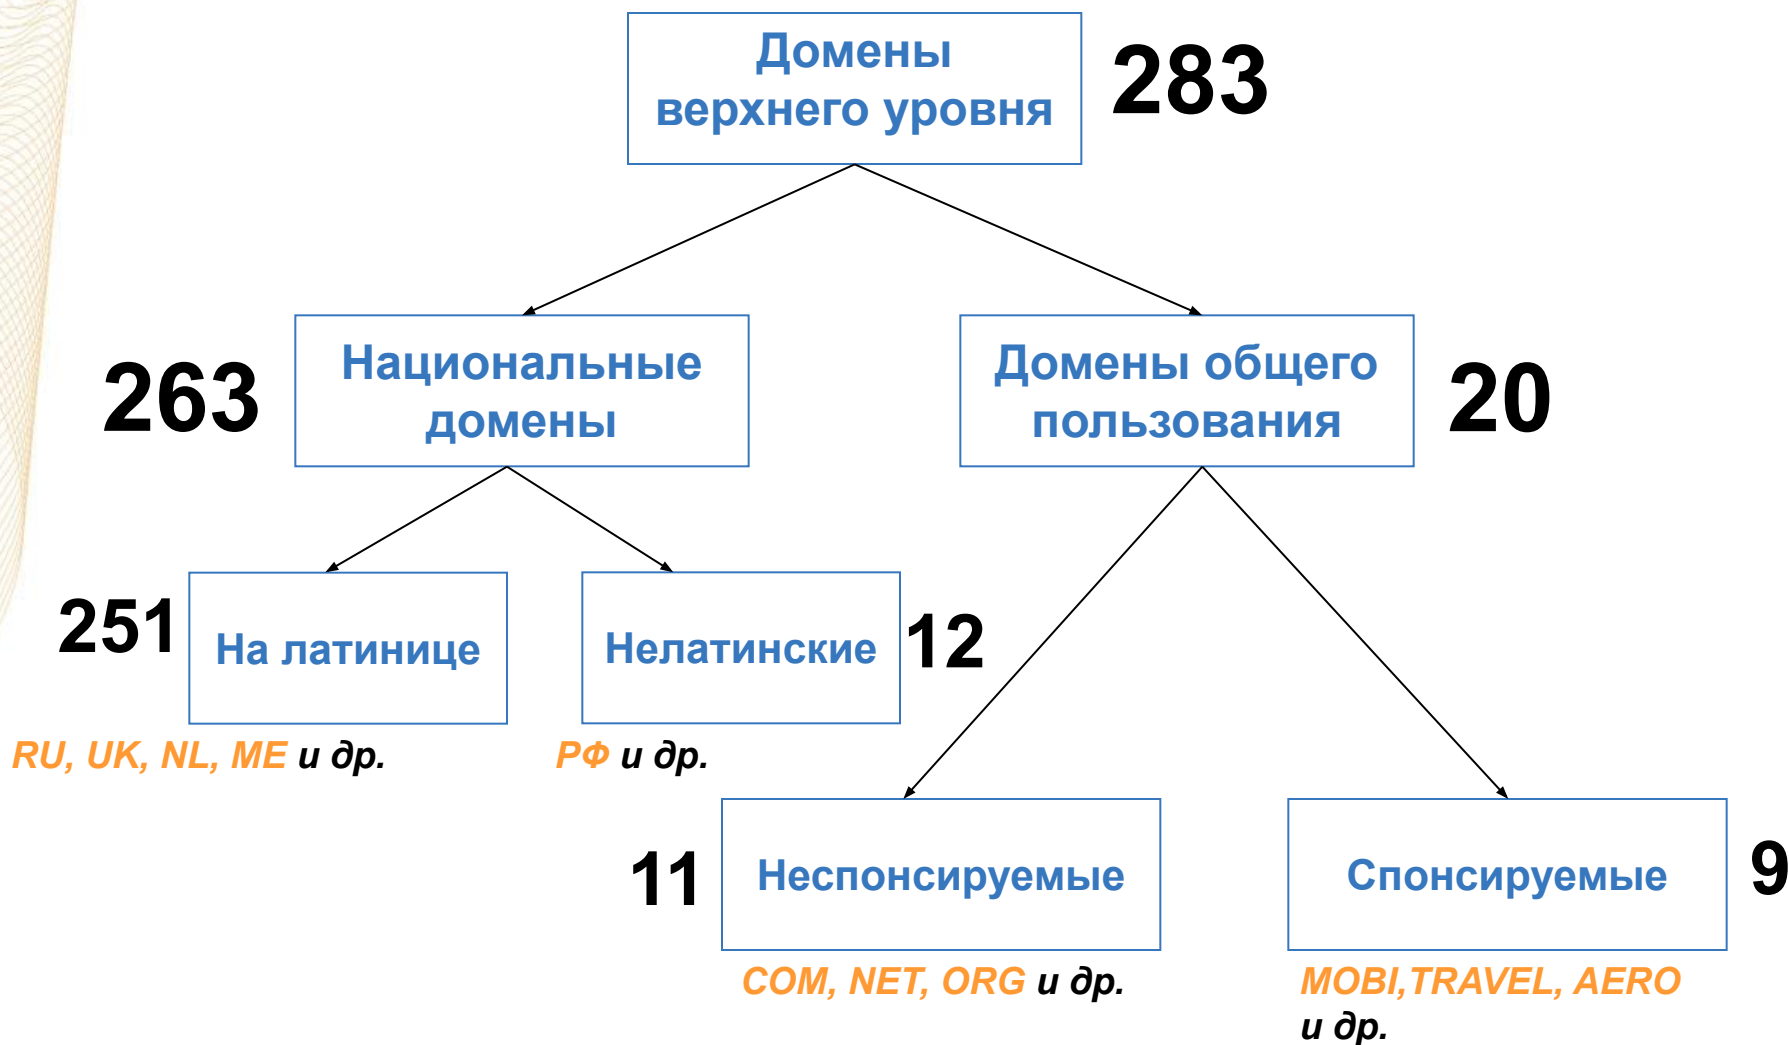 Домены
верхнего уровня
283
263
Национальные
домены
Домены общего
пользования
20
251
На латинице
Нелатинские
12
RU, UK, NL, ME и др.
РФ и др.
11
Неспонсируемые
Спонсируемые
9
COM, NET, ORG и др.
MOBI,TRAVEL, AERO
и др.